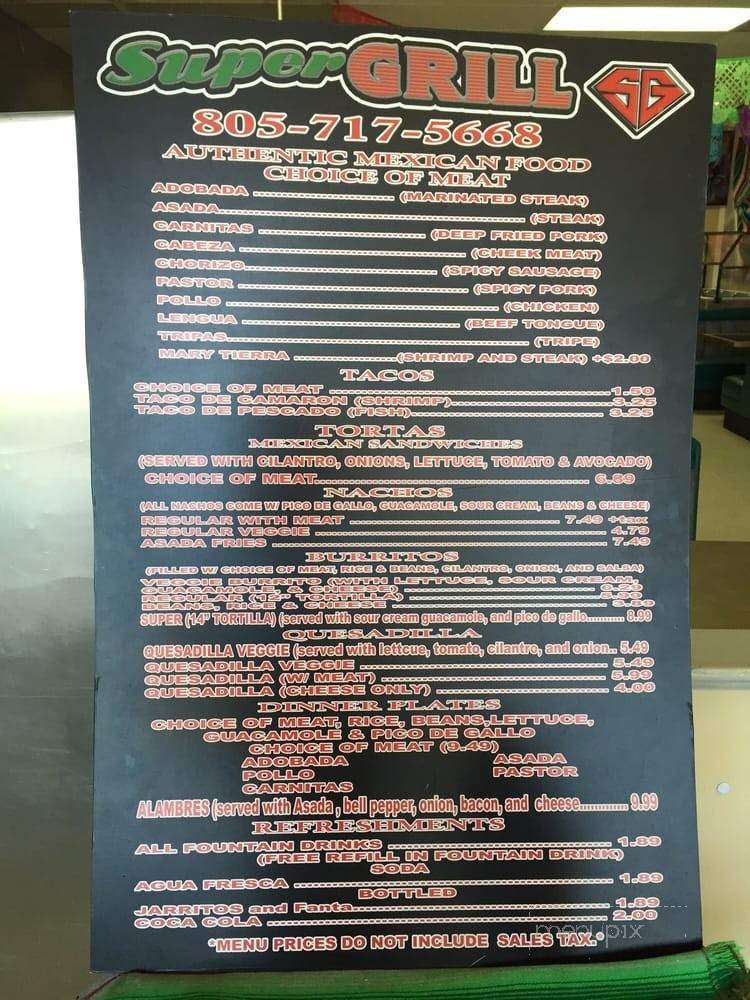 Super GRILL
SG
805-717-5668
AUTHENTIC MEXICAN FOOD
CHOICE OF MEAT
ADOBADA (MARINATED STEAK)
ASADA (STEAK)
CARNITAS (DEEP FRIED PORK)
CABEZA (CHEEK MEAT)
CHORIZO (SPICY SAUSAGE)
PASTOR (SPICY PORK)
POLLO (CHICKEN)
LENGUA (BEEF TONGUE)
TRIPAS (TRIPE)
MARY TIERRA (SHRIMP AND STEAK) +$2.00
TACOS
CHOICE OF MEAT 1.50
TACO DE CAMARON (SHRIMP) 3.25
TACO DE PESCADO (FISH) 3.25
TORTAS
MEXICAN SANDWICHES
(SERVED WITH CILANTRO, ONIONS, LETTUCE, TOMATO & AVOCADO)
CHOICE OF MEAT 6.89
NACHOS
(ALL NACHOS COME W/ PICO DE GALLO, GUACAMOLE, SOUR CREAM, BEANS & CHEESE)
REGULAR WITH MEAT 7.49 +tax
REGULAR VEGGIE 4.79
ASADA FRIES 7.49
BURRITOS
(FILLED W/ CHOICE OF MEAT, RICE & BEANS, CILANTRO, ONION, AND SALSA)
VEGGIE BURRITO (WITH LETTUCE, SOUR CREAM,
GUACAMOLE & CHEESE)
REGULAR (12" TORTILLA)
BEANS, RICE & CHEESE
SUPER (14" TORTILLA) (served with sour cream guacamole, and pico de gallo 8.99
QUESADILLA
QUESADILLA VEGGIE (served with lettcue, tomato, cilantro, and onion.. 5.49
QUESADILLA VEGGIE 5.49
QUESADILLA (W/ MEAT) 5.99
QUESADILLA (CHEESE ONLY) 4.00
DINNER PLATES
CHOICE OF MEAT, RICE, BEANS,LETTUCE,
GUACAMOLE & PICO DE GALLO
CHOICE OF MEAT (9.49)
ADOBADA ASADA
POLLO PASTOR
CARNITAS
ALAMBRES (served with Asada , bell pepper, onion, bacon, and cheese 9.99
REFRESHMENTS
ALL FOUNTAIN DRINKS 1.89
(FREE REFILL IN FOUNTAIN DRINK)
SODA
AGUA FRESCA 1.89
BOTTLED
JARRITOS and Fanta 1.89
COCA COLA 2.00
*MENU PRICES DO NOT INCLUDE SALES TAX.*
menupix